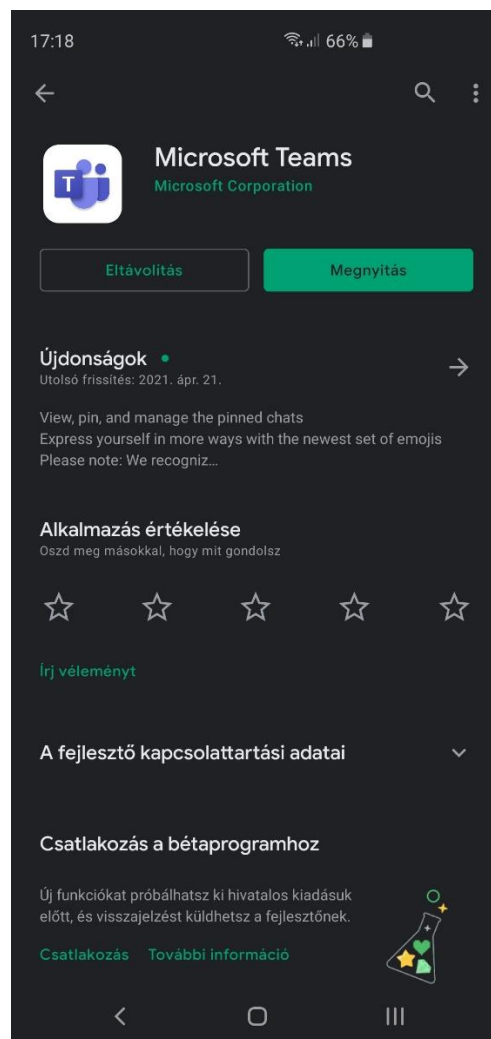 17:18 66%
Microsoft Teams
Microsoft Corporation
T
Eltávolítás Megnyitás
Újdonságok
Utolsó frissítés: 2021. ápr. 21.
View, pin, and manage the pinned chats
Express yourself in more ways with the newest set of emojis
Please note: We recogniz...
Alkalmazás értékelése
Oszd meg másokkal, hogy mit gondolsz
Írj véleményt
A fejlesztő kapcsolattartási adatai
Csatlakozás a bétaprogramhoz
Új funkciókat próbálhatsz ki hivatalos kiadásuk
előtt, és visszajelzést küldhetsz a fejlesztőnek.
Csatlakozás További információ